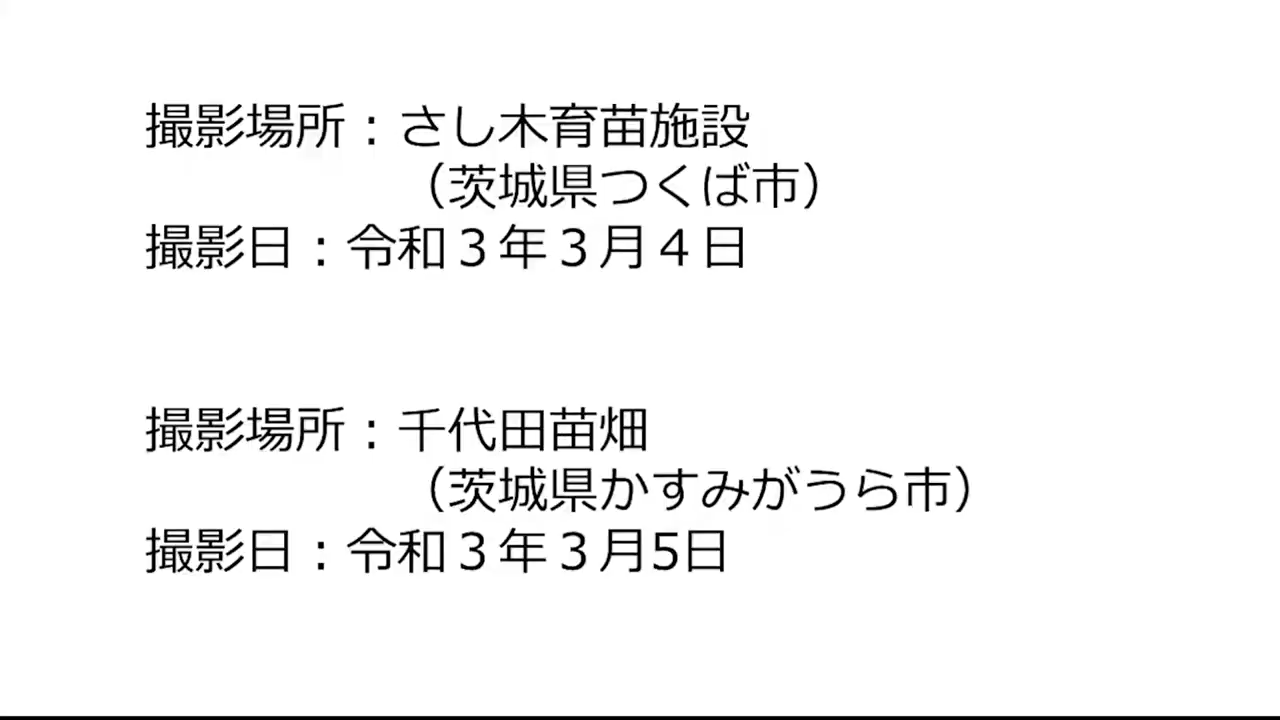 撮影場所：さし木育苗施設
（茨城県つくば市）
撮影日：令和３年３月４日
撮影場所：千代田苗畑
（茨城県かすみがうら市）
撮影日：令和３年３月5日